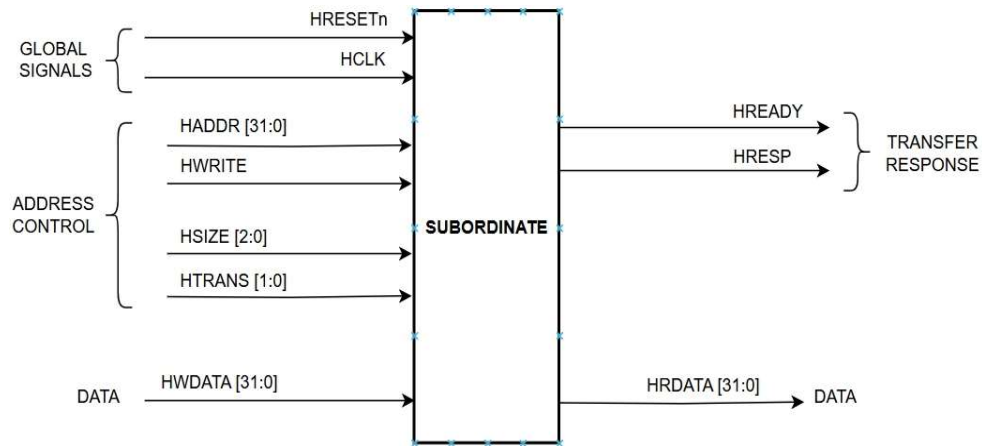 HRESETn
GLOBAL
SIGNALS
HCLK
HADDR [31:0]
HWRITE
ADDRESS
CONTROL
HSIZE [2:0]
HTRANS [1:0]
DATA
HWDATA [31:0]
SUBORDINATE
HREADY
HRESP
TRANSFER
RESPONSE
HRDATA [31:0]
DATA